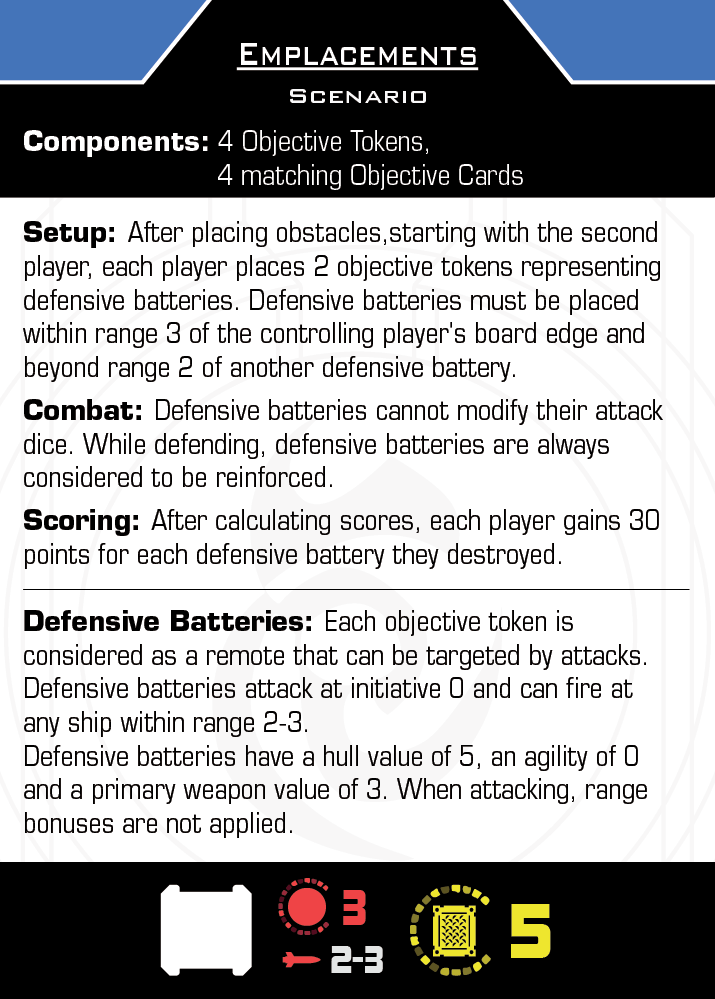 EMPLACEMENTS
SCENARIO
Components: 4 Objective Tokens,
4 matching Objective Cards
Setup: After placing obstacles,starting with the second
player, each player places 2 objective tokens representing
defensive batteries. Defensive batteries must be placed
within range 3 of the controlling player's board edge and
beyond range 2 of another defensive battery.
Combat: Defensive batteries cannot modify their attack
dice. While defending, defensive batteries are always
considered to be reinforced.
Scoring: After calculating scores, each player gains 30
points for each defensive battery they destroyed.
Defensive Batteries: Each objective token is
considered as a remote that can be targeted by attacks.
Defensive batteries attack at initiative 0 and can fire at
any ship within range 2-3.
Defensive batteries have a hull value of 5, an agility of 0
and a primary weapon value of 3. When attacking, range
bonuses are not applied.
3
2-3
5